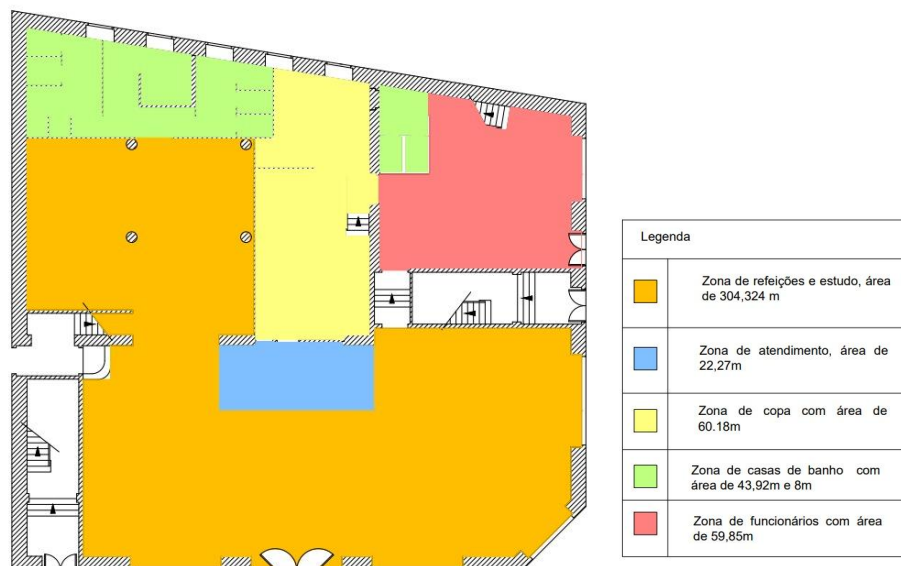 Legenda
Zona de refeições e estudo, área
de 304,324 m
Zona de atendimento, área de
22,27m
Zona de copa com área de
60.18m
Zona de casas de banho com
área de 43,92m e 8m
Zona de funcionários com área
de 59,85m